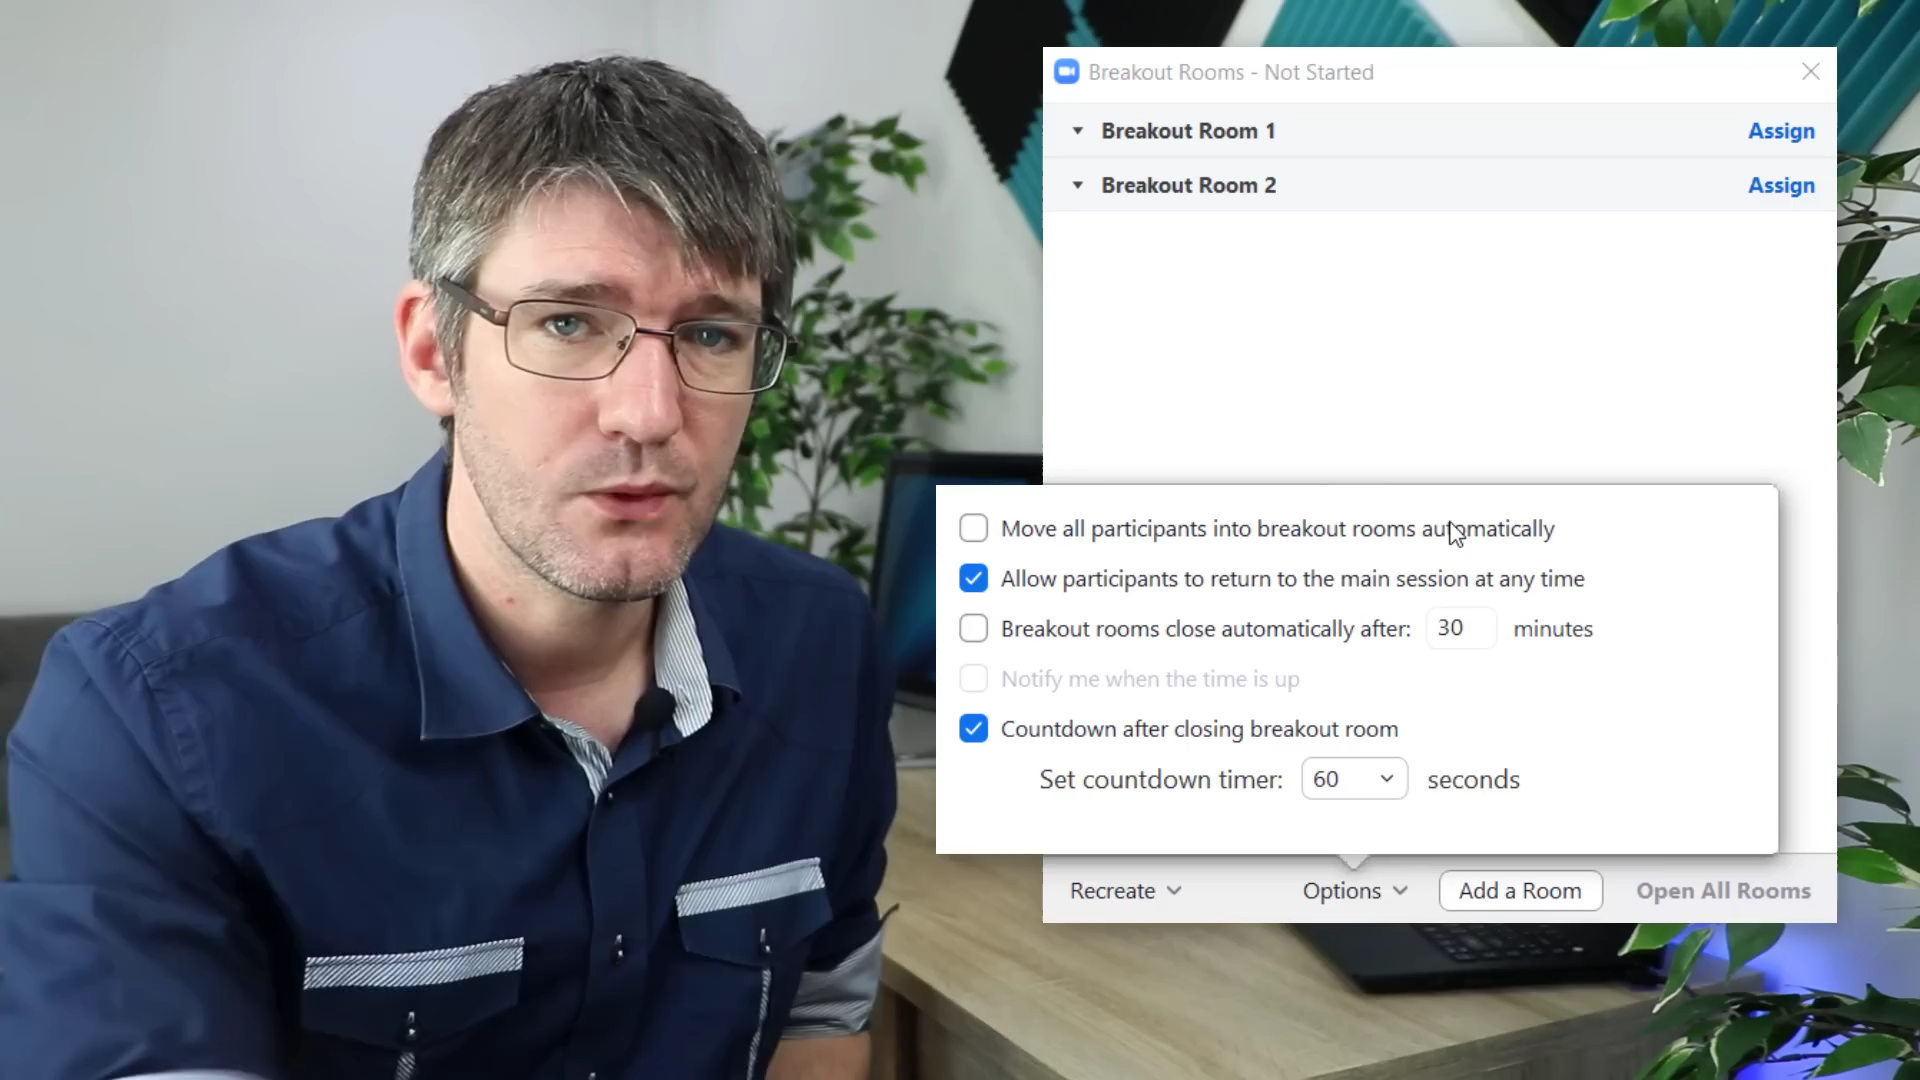 Breakout Rooms - Not Started
Breakout Room 1 Assign
Breakout Room 2 Assign
Move all participants into breakout rooms automatically
Allow participants to return to the main session at any time
Breakout rooms close automatically after: 30 minutes
Notify me when the time is up
Countdown after closing breakout room
Set countdown timer: 60 seconds
Recreate Options Add a Room Open All Rooms